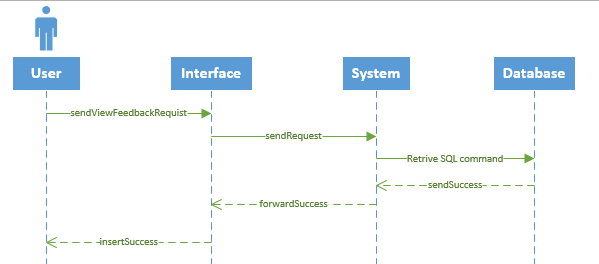 User
Interface
System
Database
sendViewFeedbackRequist
sendRequest
Retrive SQL command
sendSuccess
forwardSuccess
insertSuccess